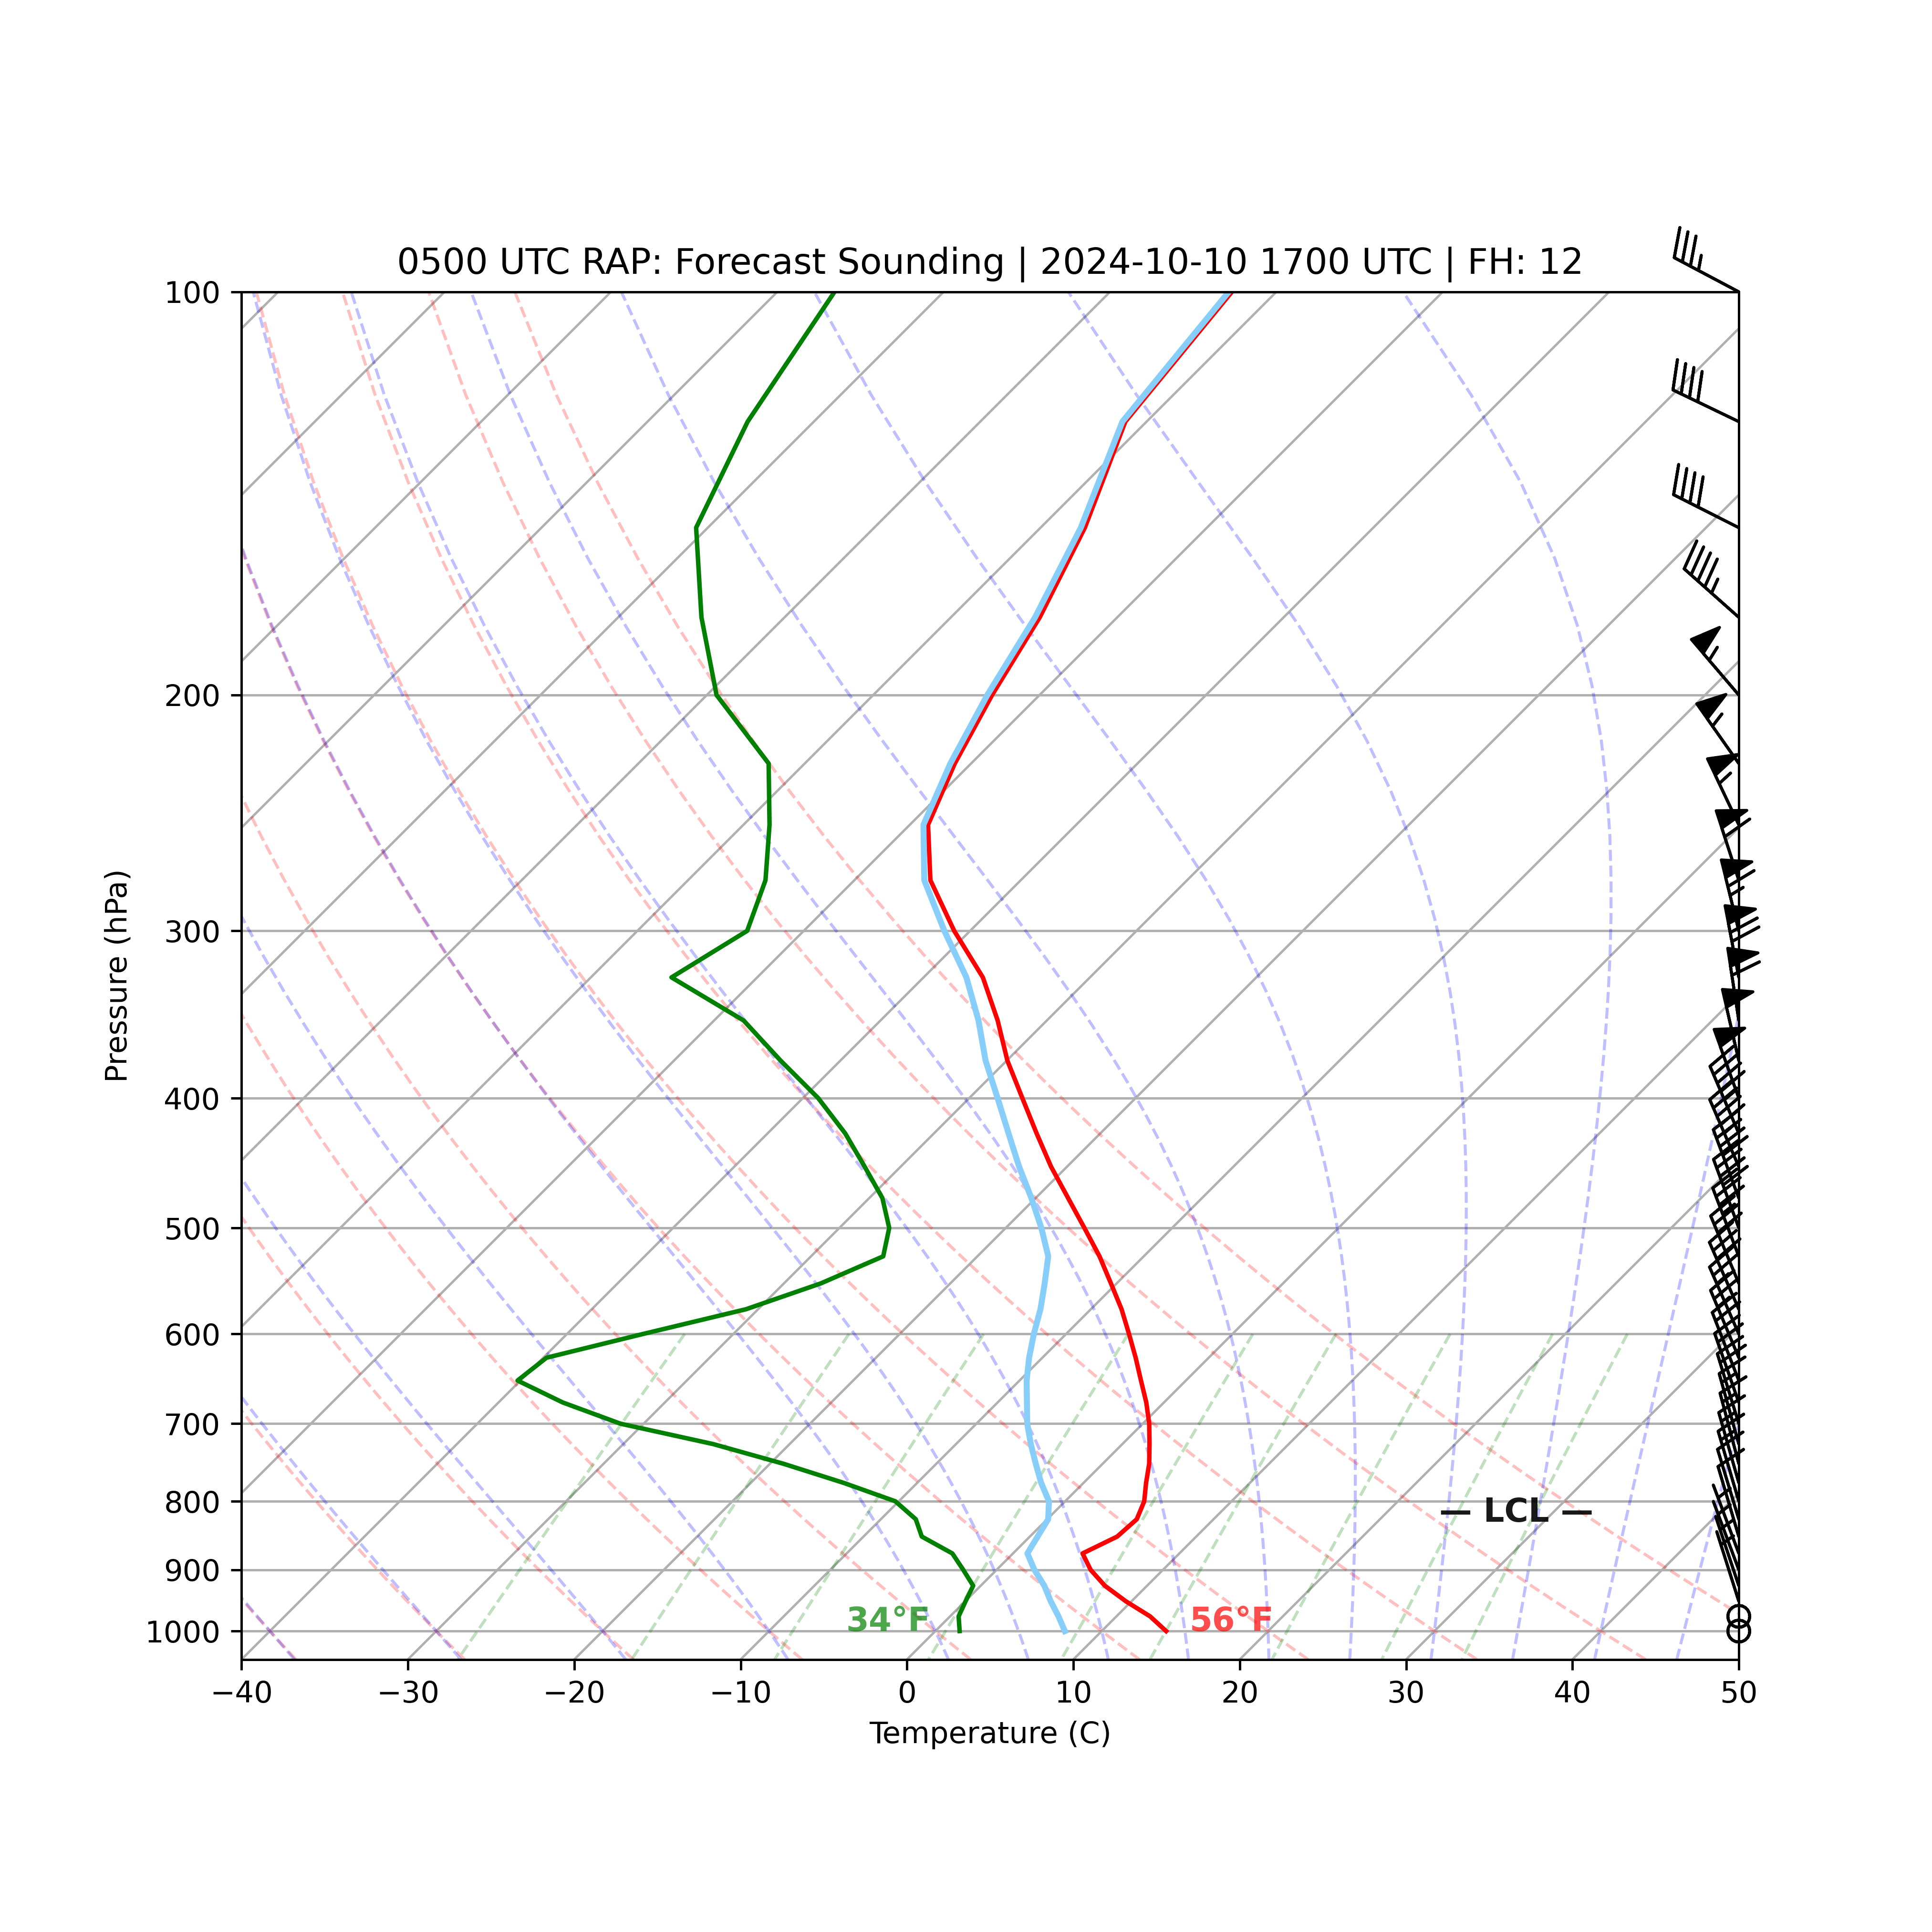 0500 UTC RAP: Forecast Sounding | 2024-10-10 1700 UTC | FH: 12
100
200
300
400
500
600
700
800
900
1000
Pressure (hPa)
— LCL —
34°F
56°F
−40 −30 −20 −10 0 10 20 30 40 50
Temperature (C)